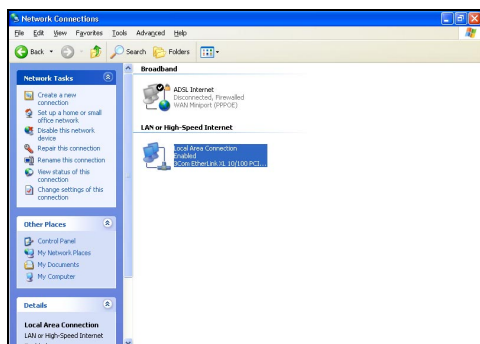 Network Connections
File Edit View Favorites Tools Advanced Help
Back Search Folders
Network Tasks
Create a new
connection
Set up a home or small
office network
Disable this network
device
Repair this connection
Rename this connection
View status of this
connection
Change settings of this
connection
Other Places
Control Panel
My Network Places
My Documents
My Computer
Details
Local Area Connection
LAN or High-Speed Internet
Broadband
ADSL Internet
Disconnected, Firewalled
WAN Miniport (PPPOE)
LAN or High-Speed Internet
Local Area Connection
Enabled
3Com EtherLink XL 10/100 PCI...